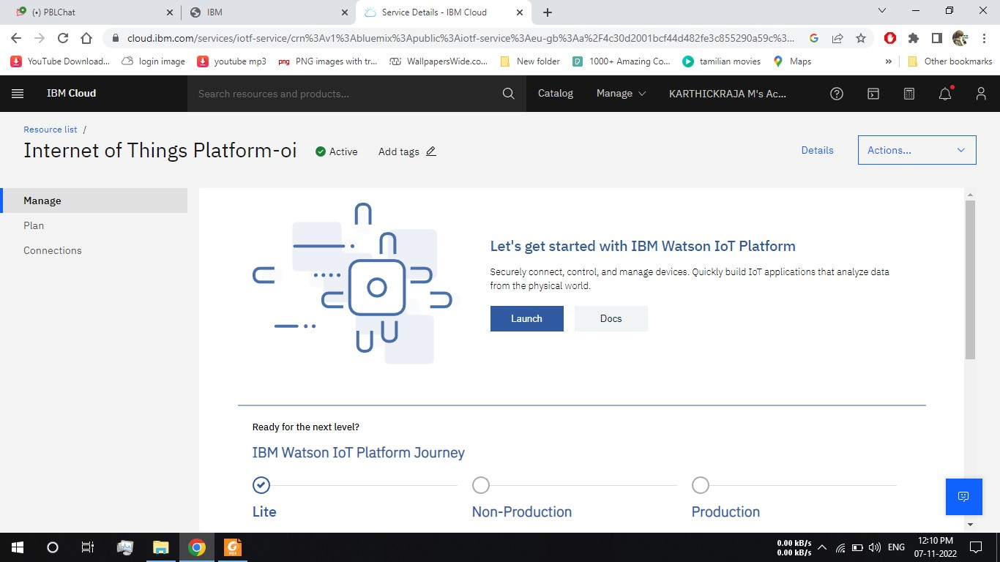 (•) PBLChat
IBM
Service Details - IBM Cloud
cloud.ibm.com/services/iotf-service/crn%3Av1%3Abluemix%3Apublic%3Aiotf-service%3Aeu-gb%3Aa%2F4c30d2001bcf44d482fe3c855290a59c%3...
YouTube Download...
login image
youtube mp3
png PNG images with tr...
WallpapersWide.co...
New folder
1000+ Amazing Co...
tamilian movies
Maps
»
Other bookmarks
IBM Cloud
Search resources and products...
Catalog
Manage
KARTHICKRAJA M's Ac...
Resource list /
Internet of Things Platform-oi
Active
Add tags
Details
Actions...
Manage
Plan
Connections
Let's get started with IBM Watson IoT Platform
Securely connect, control, and manage devices. Quickly build IoT applications that analyze data
from the physical world.
Launch
Docs
Ready for the next level?
IBM Watson IoT Platform Journey
Lite
Non-Production
Production
0.00 kB/s
0.00 kB/s
ENG
12:10 PM
07-11-2022